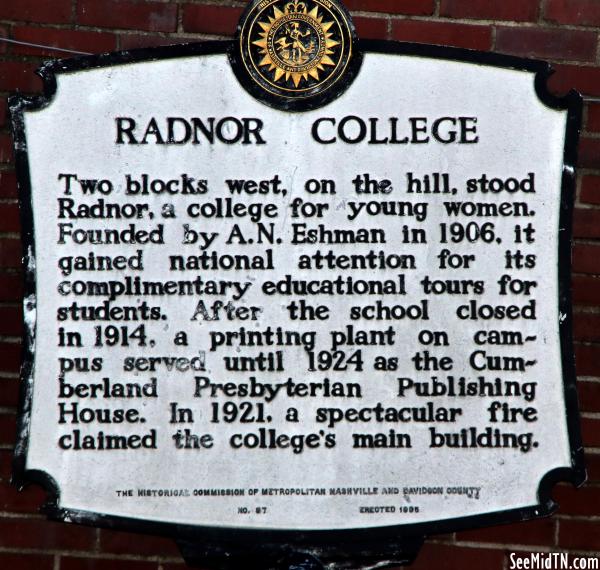 RADNOR COLLEGE
Two blocks west, on the hill, stood
Radnor, a college for young women.
Founded by A.N. Eshman in 1906, it
gained national attention for its
complimentary educational tours for
students. After the school closed
in 1914, a printing plant on cam-
pus served until 1924 as the Cum-
berland Presbyterian Publishing
House. In 1921, a spectacular fire
claimed the college's main building.
THE HISTORICAL COMMISSION OF METROPOLITAN NASHVILLE AND DAVIDSON COUNTY
NO. 97 ERECTED 1995
SeeMidTN.com